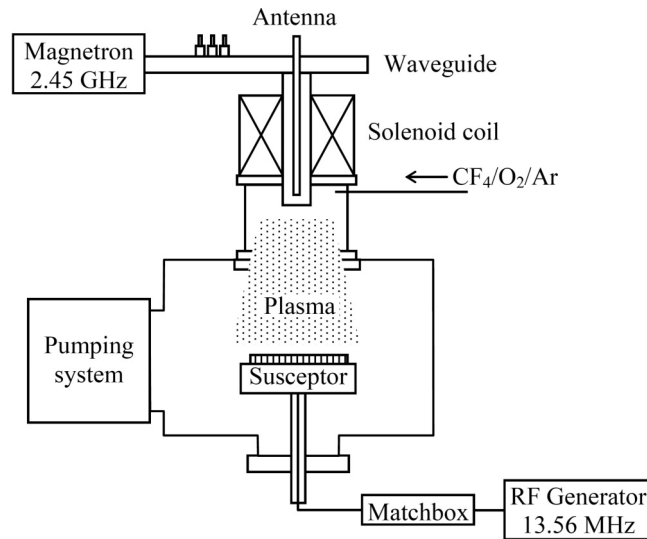 Antenna
Magnetron
2.45 GHz
Waveguide
Solenoid coil
CF₄/O₂/Ar
Plasma
Pumping
system
Susceptor
Matchbox
RF Generator
13.56 MHz